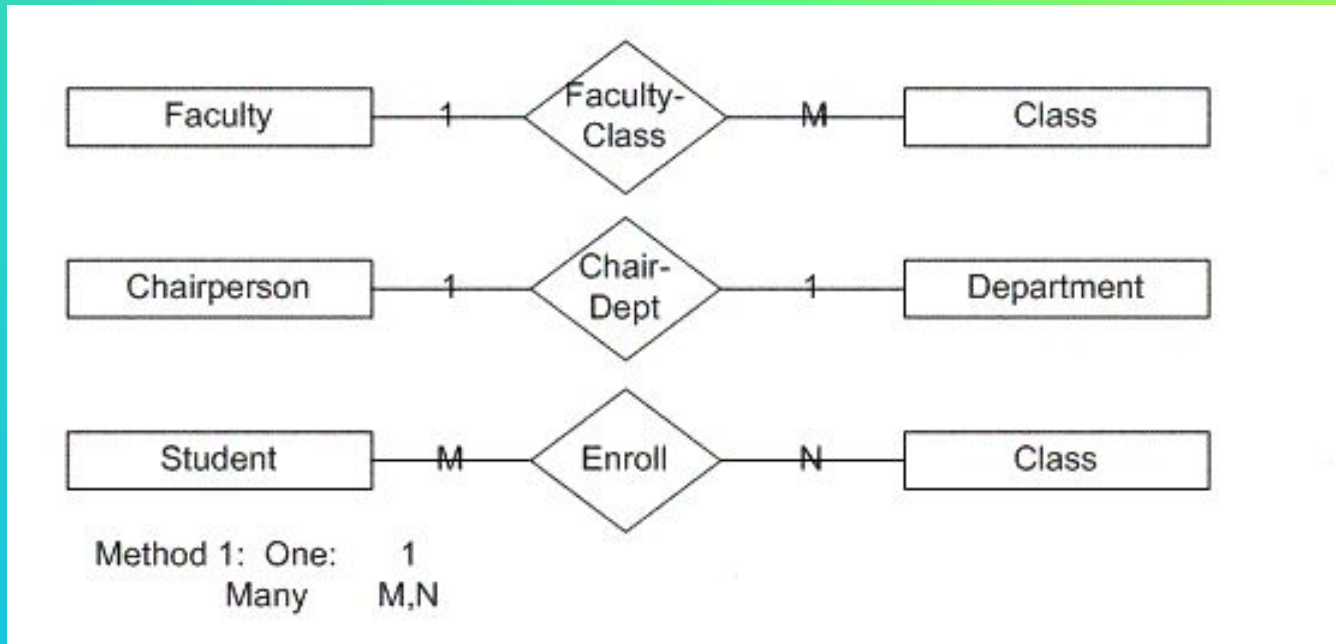 Faculty 1 Faculty-
Class M Class
Chairperson 1 Chair-
Dept 1 Department
Student M Enroll N Class
Method 1: One: 1
Many M,N